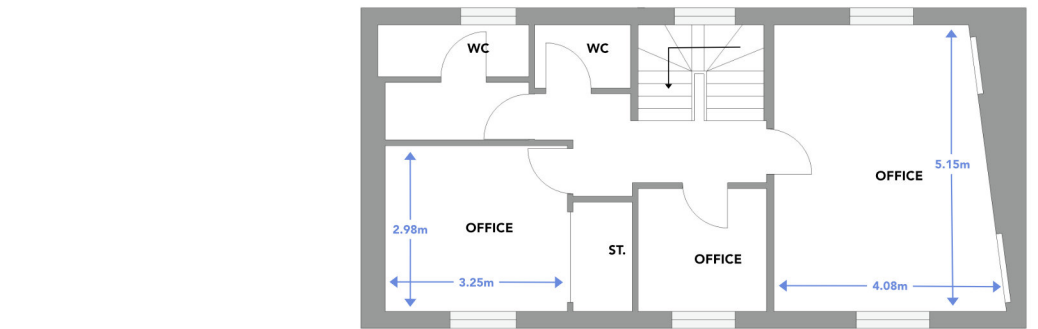 WC
WC
5.15m
OFFICE
2.98m
OFFICE
ST.
OFFICE
3.25m
4.08m